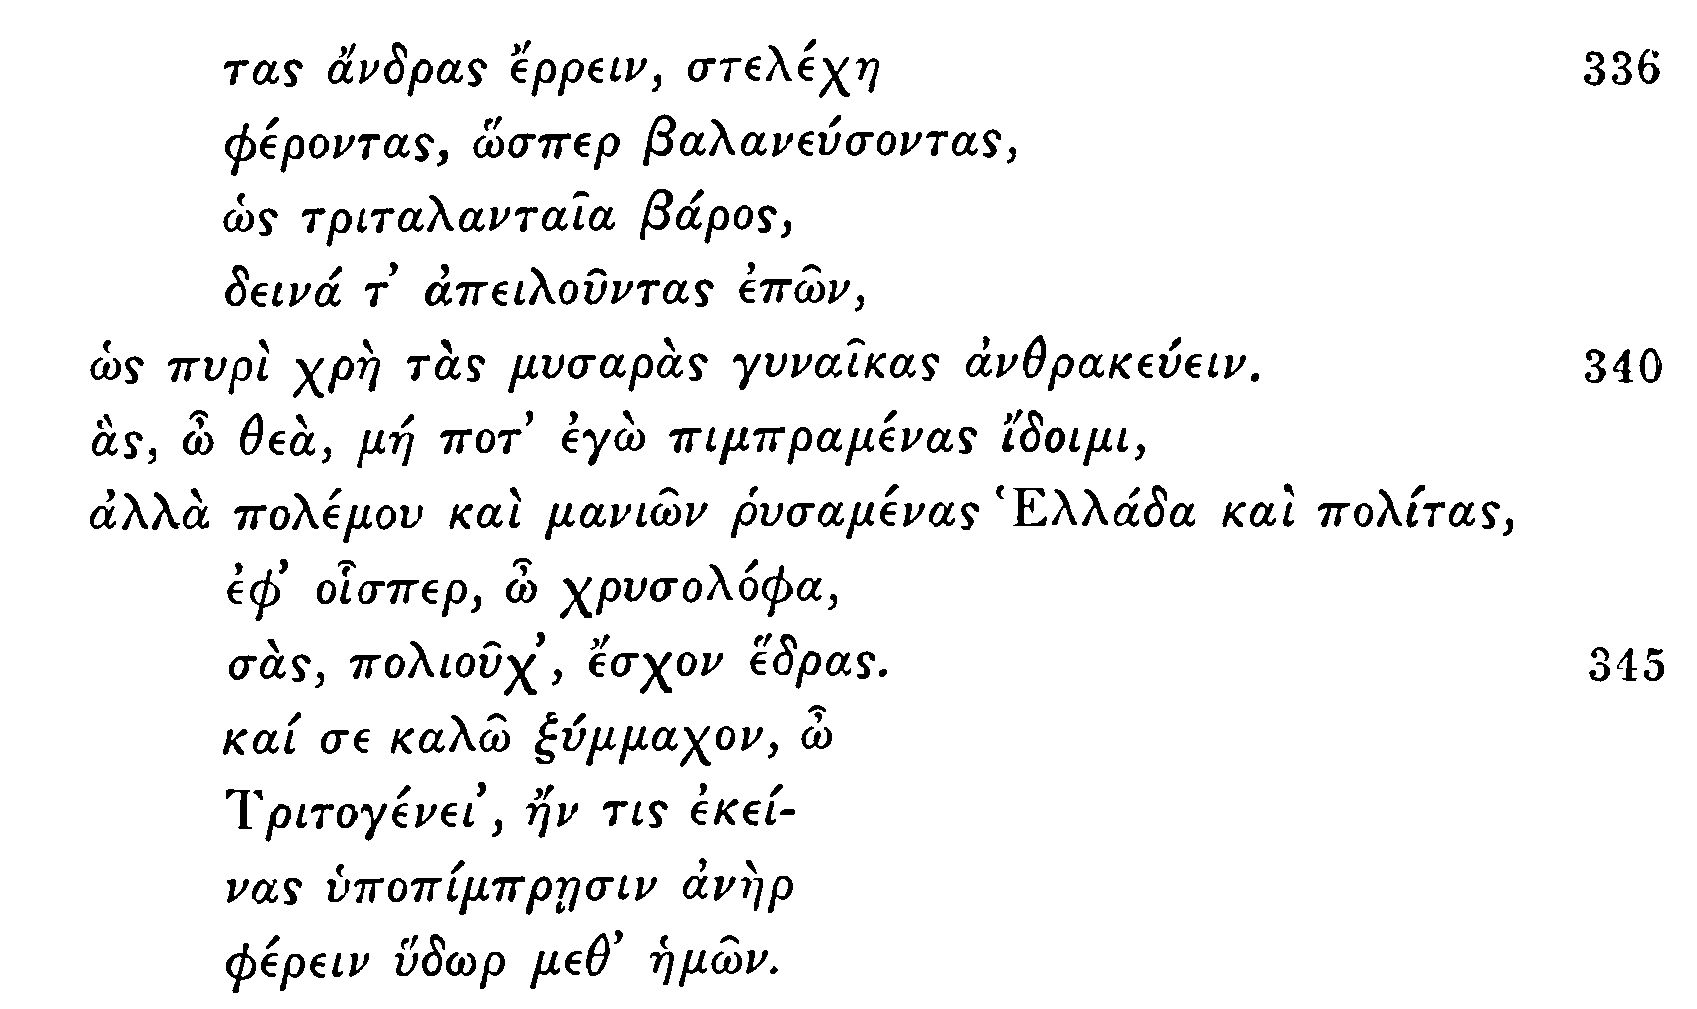 τας ἄνδρας ἔρρειν, στελέχη 336
φέροντας, ὥσπερ βαλανεύσοντας,
ὡς τριταλανταῖα βάρος,
δεινά τ’ ἀπειλοῦντας ἐπῶν,
ὡς πυρὶ χρὴ τὰς μυσαρὰς γυναῖκας ἀνθρακεύειν. 340
ἃς, ὦ θεὰ, μή ποτ’ ἐγὼ πιμπραμένας ἴδοιμι,
ἀλλὰ πολέμου καὶ μανιῶν ῥυσαμένας Ἑλλάδα καὶ πολίτας,
ἐφ’ οἷσπερ, ὦ χρυσολόφα,
σὰς, πολιοῦχ’, ἔσχον ἕδρας. 345
καί σε καλῶ ξύμμαχον, ὦ
Τριτογένει’, ἤν τις ἐκεί-
νας ὑποπίμπρῃσιν ἀνὴρ
φέρειν ὕδωρ μεθ’ ἡμῶν.